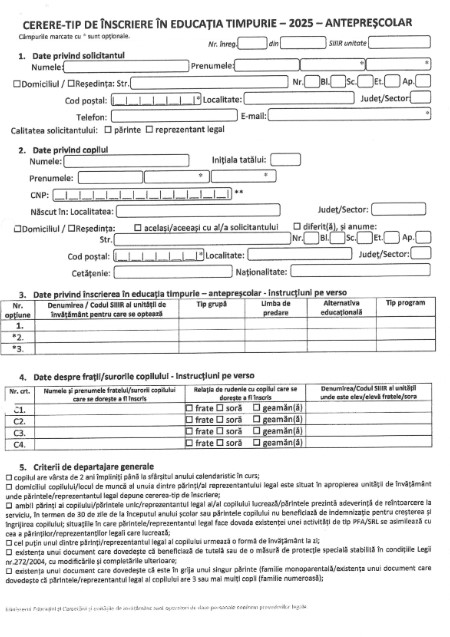 CERERE-TIP DE ÎNSCRIERE ÎN EDUCAȚIA TIMPURIE – 2025 – ANTEPREȘCOLAR
Câmpurile marcate cu * sunt opționale.
Nr. înreg. din SIIIR unitate
1. Date privind solicitantul
Numele: Prenumele: * *
☐Domiciliul / ☐Reședința: Str. Nr. Bl. Sc. Et. Ap.
Cod poștal: * Localitate: Județ/Sector:
Telefon: E-mail: *
Calitatea solicitantului: ☐ părinte ☐ reprezentant legal
2. Date privind copilul
Numele: Inițiala tatălui:
Prenumele: * *
CNP: **
Născut în: Localitatea: Județ/Sector:
☐Domiciliul / ☐Reședința: ☐ același/aceeași cu al/a solicitantului ☐ diferit(ă), și anume:
Str. Nr. Bl. Sc. Et. Ap.
Cod poștal: * Localitate: Județ/Sector:
Cetățenie: Naționalitate:
3. Date privind înscrierea în educația timpurie – antepreșcolar - instrucțiuni pe verso
Nr. opțiune Denumirea / Codul SIIIR al unității de învățământ pentru care se optează Tip grupă Limba de predare Alternativa educațională Tip program
1.
*2.
*3.
4. Date despre frații/surorile copilului - instrucțiuni pe verso
Nr. crt. Numele și prenumele fratelui/surorii copilului care se dorește a fi înscris Relația de rudenie cu copilul care se dorește a fi înscris Denumirea/Codul SIIIR al unității unde este elev/elevă fratele/sora
C1. ☐ frate ☐ soră ☐ geamăn(ă)
C2. ☐ frate ☐ soră ☐ geamăn(ă)
C3. ☐ frate ☐ soră ☐ geamăn(ă)
C4. ☐ frate ☐ soră ☐ geamăn(ă)
5. Criterii de departajare generale
☐ copilul are vârsta de 2 ani împliniți până la sfârșitul anului calendaristic în curs;
☐ domiciliul copilului/locul de muncă al unuia dintre părinți/al reprezentantului legal este situat în apropierea unității de învățământ
unde părintele/reprezentantul legal depune cererea-tip de înscriere;
☐ ambii părinți ai copilului/părintele unic/reprezentantul legal al/ai copilului lucrează/părintele prezintă adeverință de reîntoarcere la
serviciu, în termen de 30 de zile de la începutul anului școlar sau părintele copilului nu beneficiază de indemnizație pentru creșterea și
îngrijirea copilului; situațiile în care părintele/reprezentantul legal face dovada existenței unei activități de tip PFA/SRL se asimilează cu
cea a părinților/reprezentanților legali care lucrează;
☐ cel puțin unul dintre părinți/reprezentantul legal al copilului urmează o formă de învățământ la zi;
☐ existența unui document care dovedește că beneficiază de tutelă sau de o măsură de protecție specială stabilită în condițiile Legii
nr.272/2004, cu modificările și completările ulterioare;
☐ existența unui document care dovedește că este în grija unui singur părinte (familie monoparentală/existența unui document care
dovedește că părintele/reprezentantul legal al copilului are 3 sau mai mulți copii (familie numeroasă);